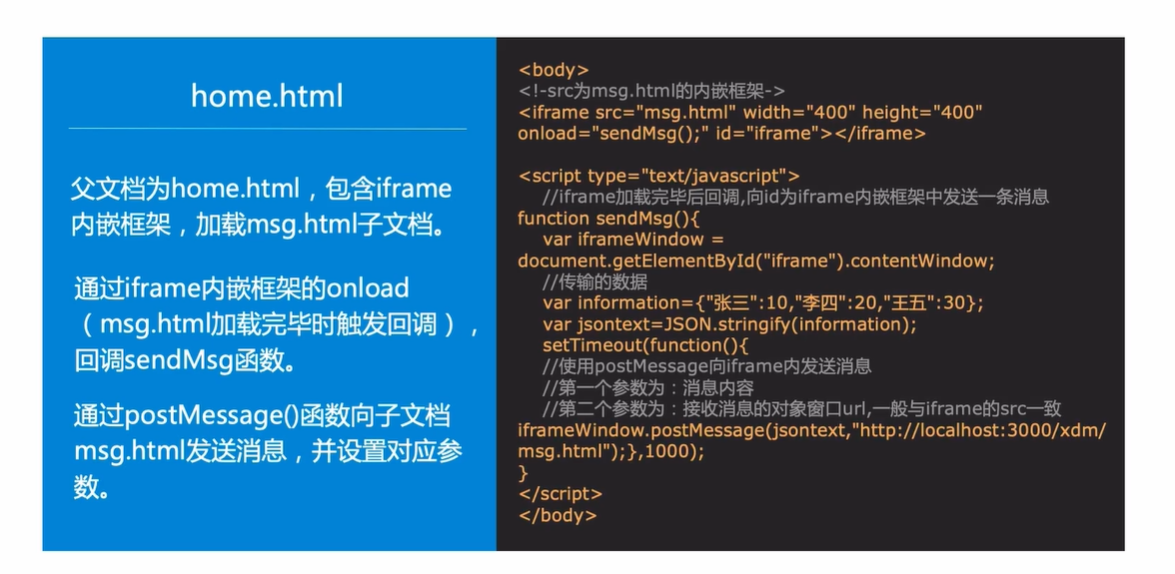 home.html
父文档为home.html，包含iframe
内嵌框架，加载msg.html子文档。
通过iframe内嵌框架的onload
（msg.html加载完毕时触发回调），
回调sendMsg函数。
通过postMessage()函数向子文档
msg.html发送消息，并设置对应参
数。
<body>
<!-src为msg.html的内嵌框架->
<iframe src="msg.html" width="400" height="400"
onload="sendMsg();" id="iframe"></iframe>
<script type="text/javascript">
//iframe加载完毕后回调,向id为iframe内嵌框架中发送一条消息
function sendMsg(){
var iframeWindow =
document.getElementById("iframe").contentWindow;
//传输的数据
var information={"张三":10,"李四":20,"王五":30};
var jsontext=JSON.stringify(information);
setTimeout(function(){
//使用postMessage向iframe内发送消息
//第一个参数为：消息内容
//第二个参数为：接收消息的对象窗口url,一般与iframe的src一致
iframeWindow.postMessage(jsontext,"http://localhost:3000/xdm/
msg.html");},1000);
}
</script>
</body>